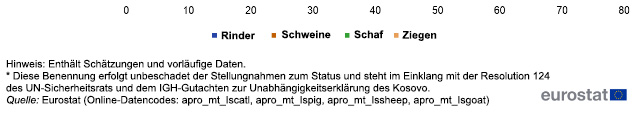 0 10 20 30 40 50 60 70 80
Rinder Schweine Schaf Ziegen
Hinweis: Enthält Schätzungen und vorläufige Daten.
* Diese Benennung erfolgt unbeschadet der Stellungnahmen zum Status und steht im Einklang mit der Resolution 124
des UN-Sicherheitsrats und dem IGH-Gutachten zur Unabhängigkeitserklärung des Kosovo.
Quelle: Eurostat (Online-Datencodes: apro_mt_lscatl, apro_mt_lspig, apro_mt_lssheep, apro_mt_lsgoat)
eurostat